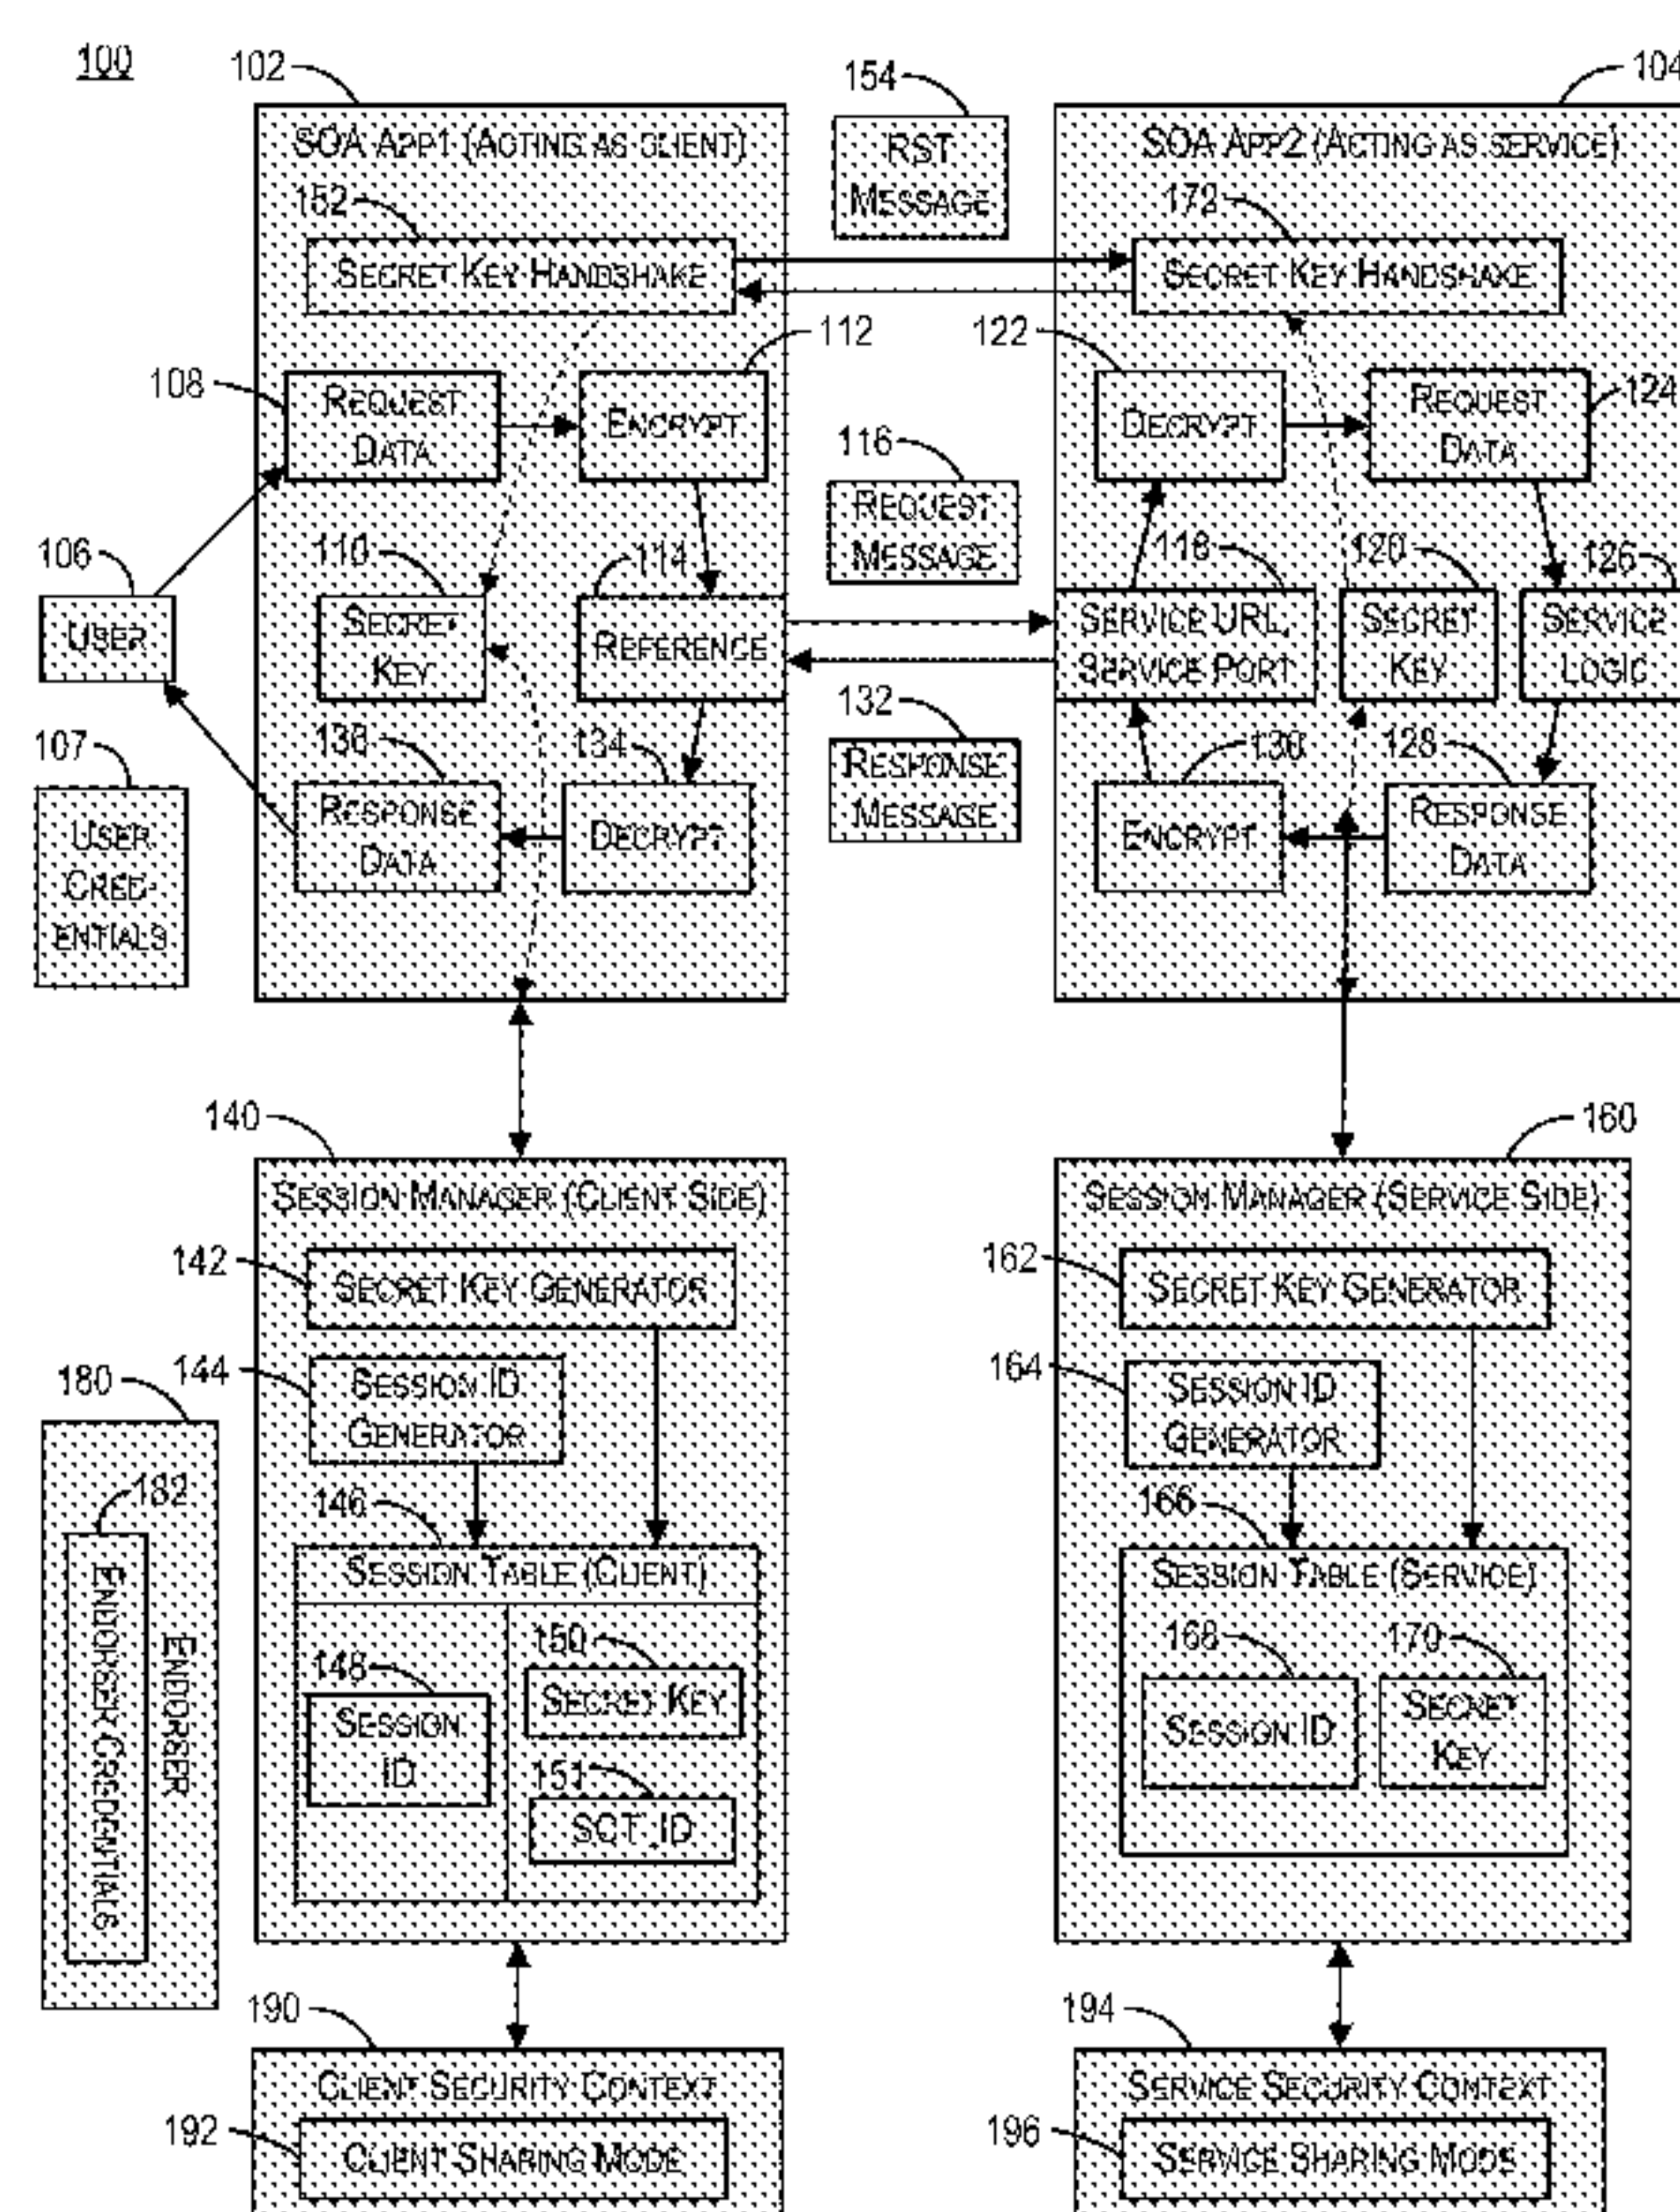 100
102
154
104
SOA APP1 (ACTING AS CLIENT)
RST
MESSAGE
SOA APP2 (ACTING AS SERVICE)
152
172
SECRET KEY HANDSHAKE
SECRET KEY HANDSHAKE
112
122
108
REQUEST
DATA
ENCRYPT
DECRYPT
REQUEST
DATA
124
116
REQUEST
MESSAGE
106
110
114
118
120
126
USER
SECRET
KEY
REFERENCE
SERVICE URL,
SERVICE PORT
SECRET
KEY
SERVICE
LOGIC
132
107
136
134
130
128
RESPONSE
MESSAGE
USER
CRED-
ENTIALS
RESPONSE
DATA
DECRYPT
ENCRYPT
RESPONSE
DATA
140
160
SESSION MANAGER (CLIENT SIDE)
SESSION MANAGER (SERVICE SIDE)
142
162
SECRET KEY GENERATOR
SECRET KEY GENERATOR
144
164
SESSION ID
GENERATOR
SESSION ID
GENERATOR
180
182
ENDORSER CREDENTIALS
ENDORSER
146
166
SESSION TABLE (CLIENT)
SESSION TABLE (SERVICE)
148
150
168
170
SESSION
ID
SECRET KEY
SESSION ID
SECRET
KEY
151
SCT ID
190
194
CLIENT SECURITY CONTEXT
SERVICE SECURITY CONTEXT
192
196
CLIENT SHARING MODE
SERVICE SHARING MODE